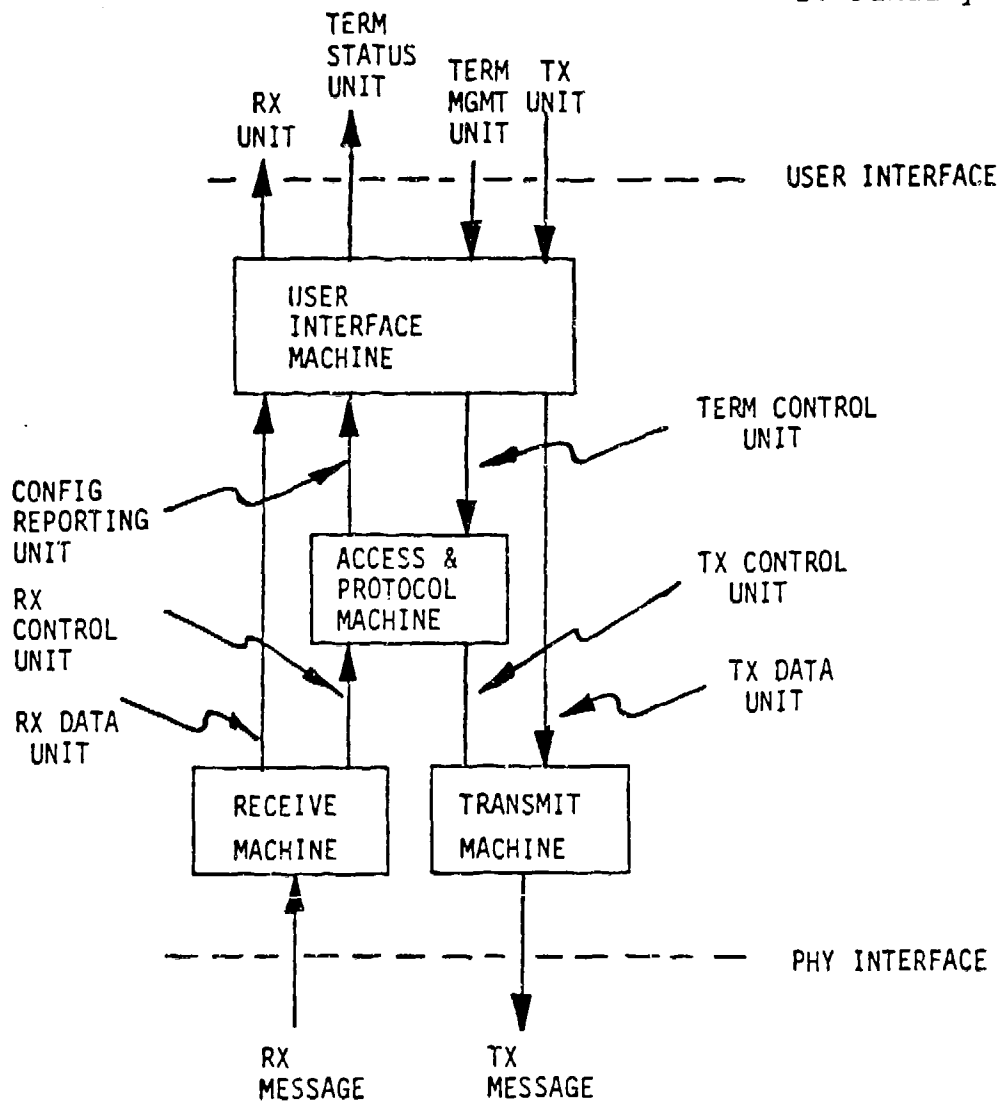 TERM
STATUS
UNIT
RX
UNIT
TERM
MGMT
UNIT
TX
UNIT
USER INTERFACE
USER
INTERFACE
MACHINE
TERM CONTROL
UNIT
CONFIG
REPORTING
UNIT
ACCESS &
PROTOCOL
MACHINE
TX CONTROL
UNIT
RX
CONTROL
UNIT
TX DATA
UNIT
RX DATA
UNIT
RECEIVE
MACHINE
TRANSMIT
MACHINE
PHY INTERFACE
RX
MESSAGE
TX
MESSAGE